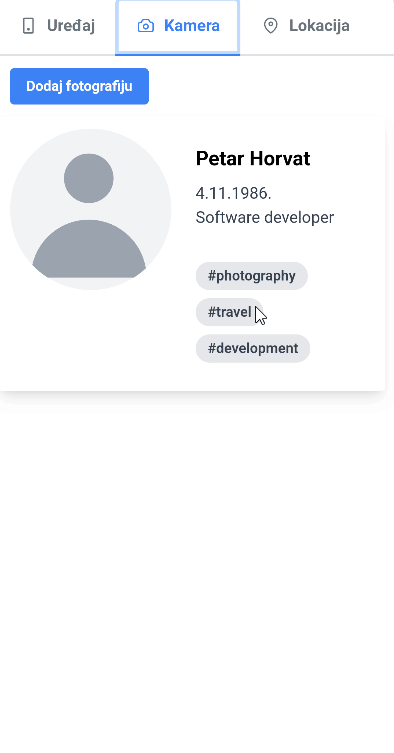 Uređaj Kamera Lokacija
Dodaj fotografiju
Petar Horvat
4.11.1986.
Software developer
#photography
#travel
#development